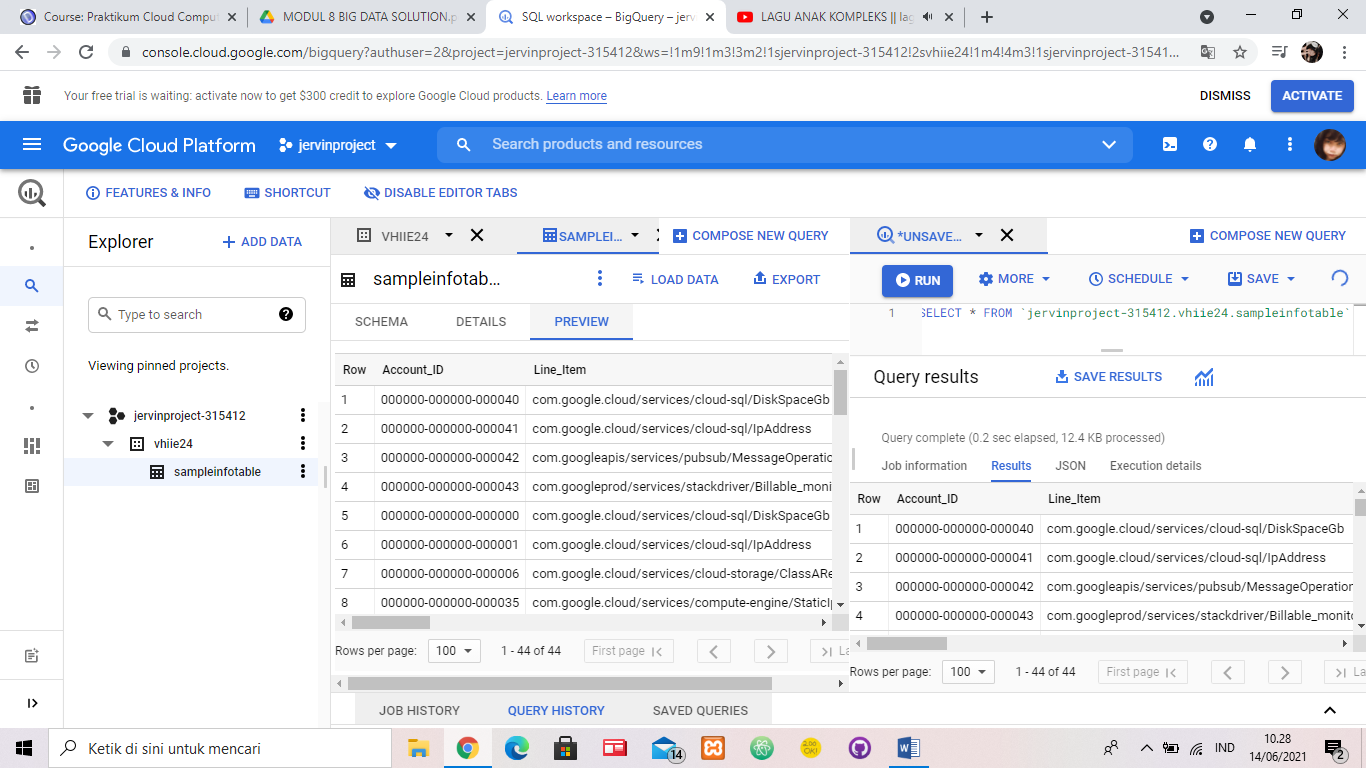 Course: Praktikum Cloud Comput
MODUL 8 BIG DATA SOLUTION.p
SQL workspace – BigQuery – jerv
LAGU ANAK KOMPLEKS || lag
console.cloud.google.com/bigquery?authuser=2&project=jervinproject-315412&ws=!1m9!1m3!3m2!1sjervinproject-315412!2svhiie24!1m4!4m3!1sjervinproject-31541...
Your free trial is waiting: activate now to get $300 credit to explore Google Cloud products. Learn more
DISMISS
ACTIVATE
Google Cloud Platform
jervinproject
Search products and resources
FEATURES & INFO
SHORTCUT
DISABLE EDITOR TABS
Explorer
+ ADD DATA
Type to search
Viewing pinned projects.
jervinproject-315412
vhiie24
sampleinfotable
VHIIE24
SAMPLEI...
COMPOSE NEW QUERY
sampleinfotab...
LOAD DATA
EXPORT
SCHEMA
DETAILS
PREVIEW
Row Account_ID Line_Item
1 000000-000000-000040 com.google.cloud/services/cloud-sql/DiskSpaceGb
2 000000-000000-000041 com.google.cloud/services/cloud-sql/IpAddress
3 000000-000000-000042 com.googleapis/services/pubsub/MessageOperatio
4 000000-000000-000043 com.googleprod/services/stackdriver/Billable_moni
5 000000-000000-000000 com.google.cloud/services/cloud-sql/DiskSpaceGb
6 000000-000000-000001 com.google.cloud/services/cloud-sql/IpAddress
7 000000-000000-000006 com.google.cloud/services/cloud-storage/ClassARe
8 000000-000000-000035 com.google.cloud/services/compute-engine/StaticIp
Rows per page: 100 1 - 44 of 44 First page La
*UNSAVE...
COMPOSE NEW QUERY
RUN
MORE
SCHEDULE
SAVE
1 SELECT * FROM `jervinproject-315412.vhiie24.sampleinfotable`
Query results
SAVE RESULTS
Query complete (0.2 sec elapsed, 12.4 KB processed)
Job information
Results
JSON
Execution details
Row Account_ID Line_Item
1 000000-000000-000040 com.google.cloud/services/cloud-sql/DiskSpaceGb
2 000000-000000-000041 com.google.cloud/services/cloud-sql/IpAddress
3 000000-000000-000042 com.googleapis/services/pubsub/MessageOperation
4 000000-000000-000043 com.googleprod/services/stackdriver/Billable_monito
Rows per page: 100 1 - 44 of 44 First page La
JOB HISTORY
QUERY HISTORY
SAVED QUERIES
Ketik di sini untuk mencari
14
IND
10.28
14/06/2021
2